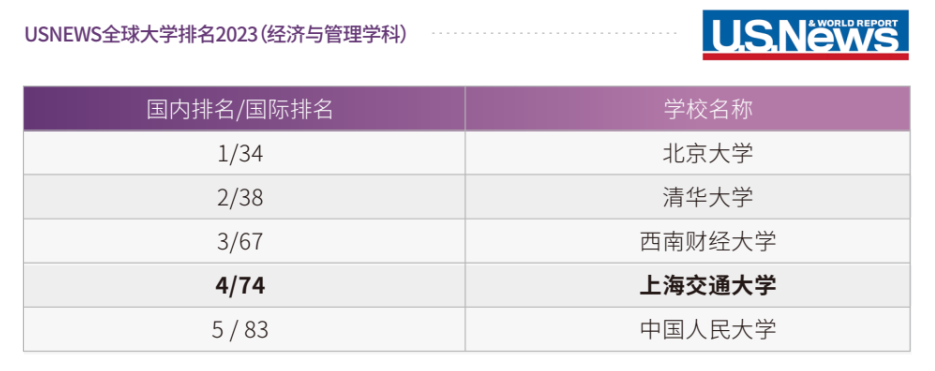 USNEWS全球大学排名2023（经济与管理学科）
U.S.News & WORLD REPORT
国内排名/国际排名 学校名称
1/34 北京大学
2/38 清华大学
3/67 西南财经大学
4/74 上海交通大学
5 / 83 中国人民大学